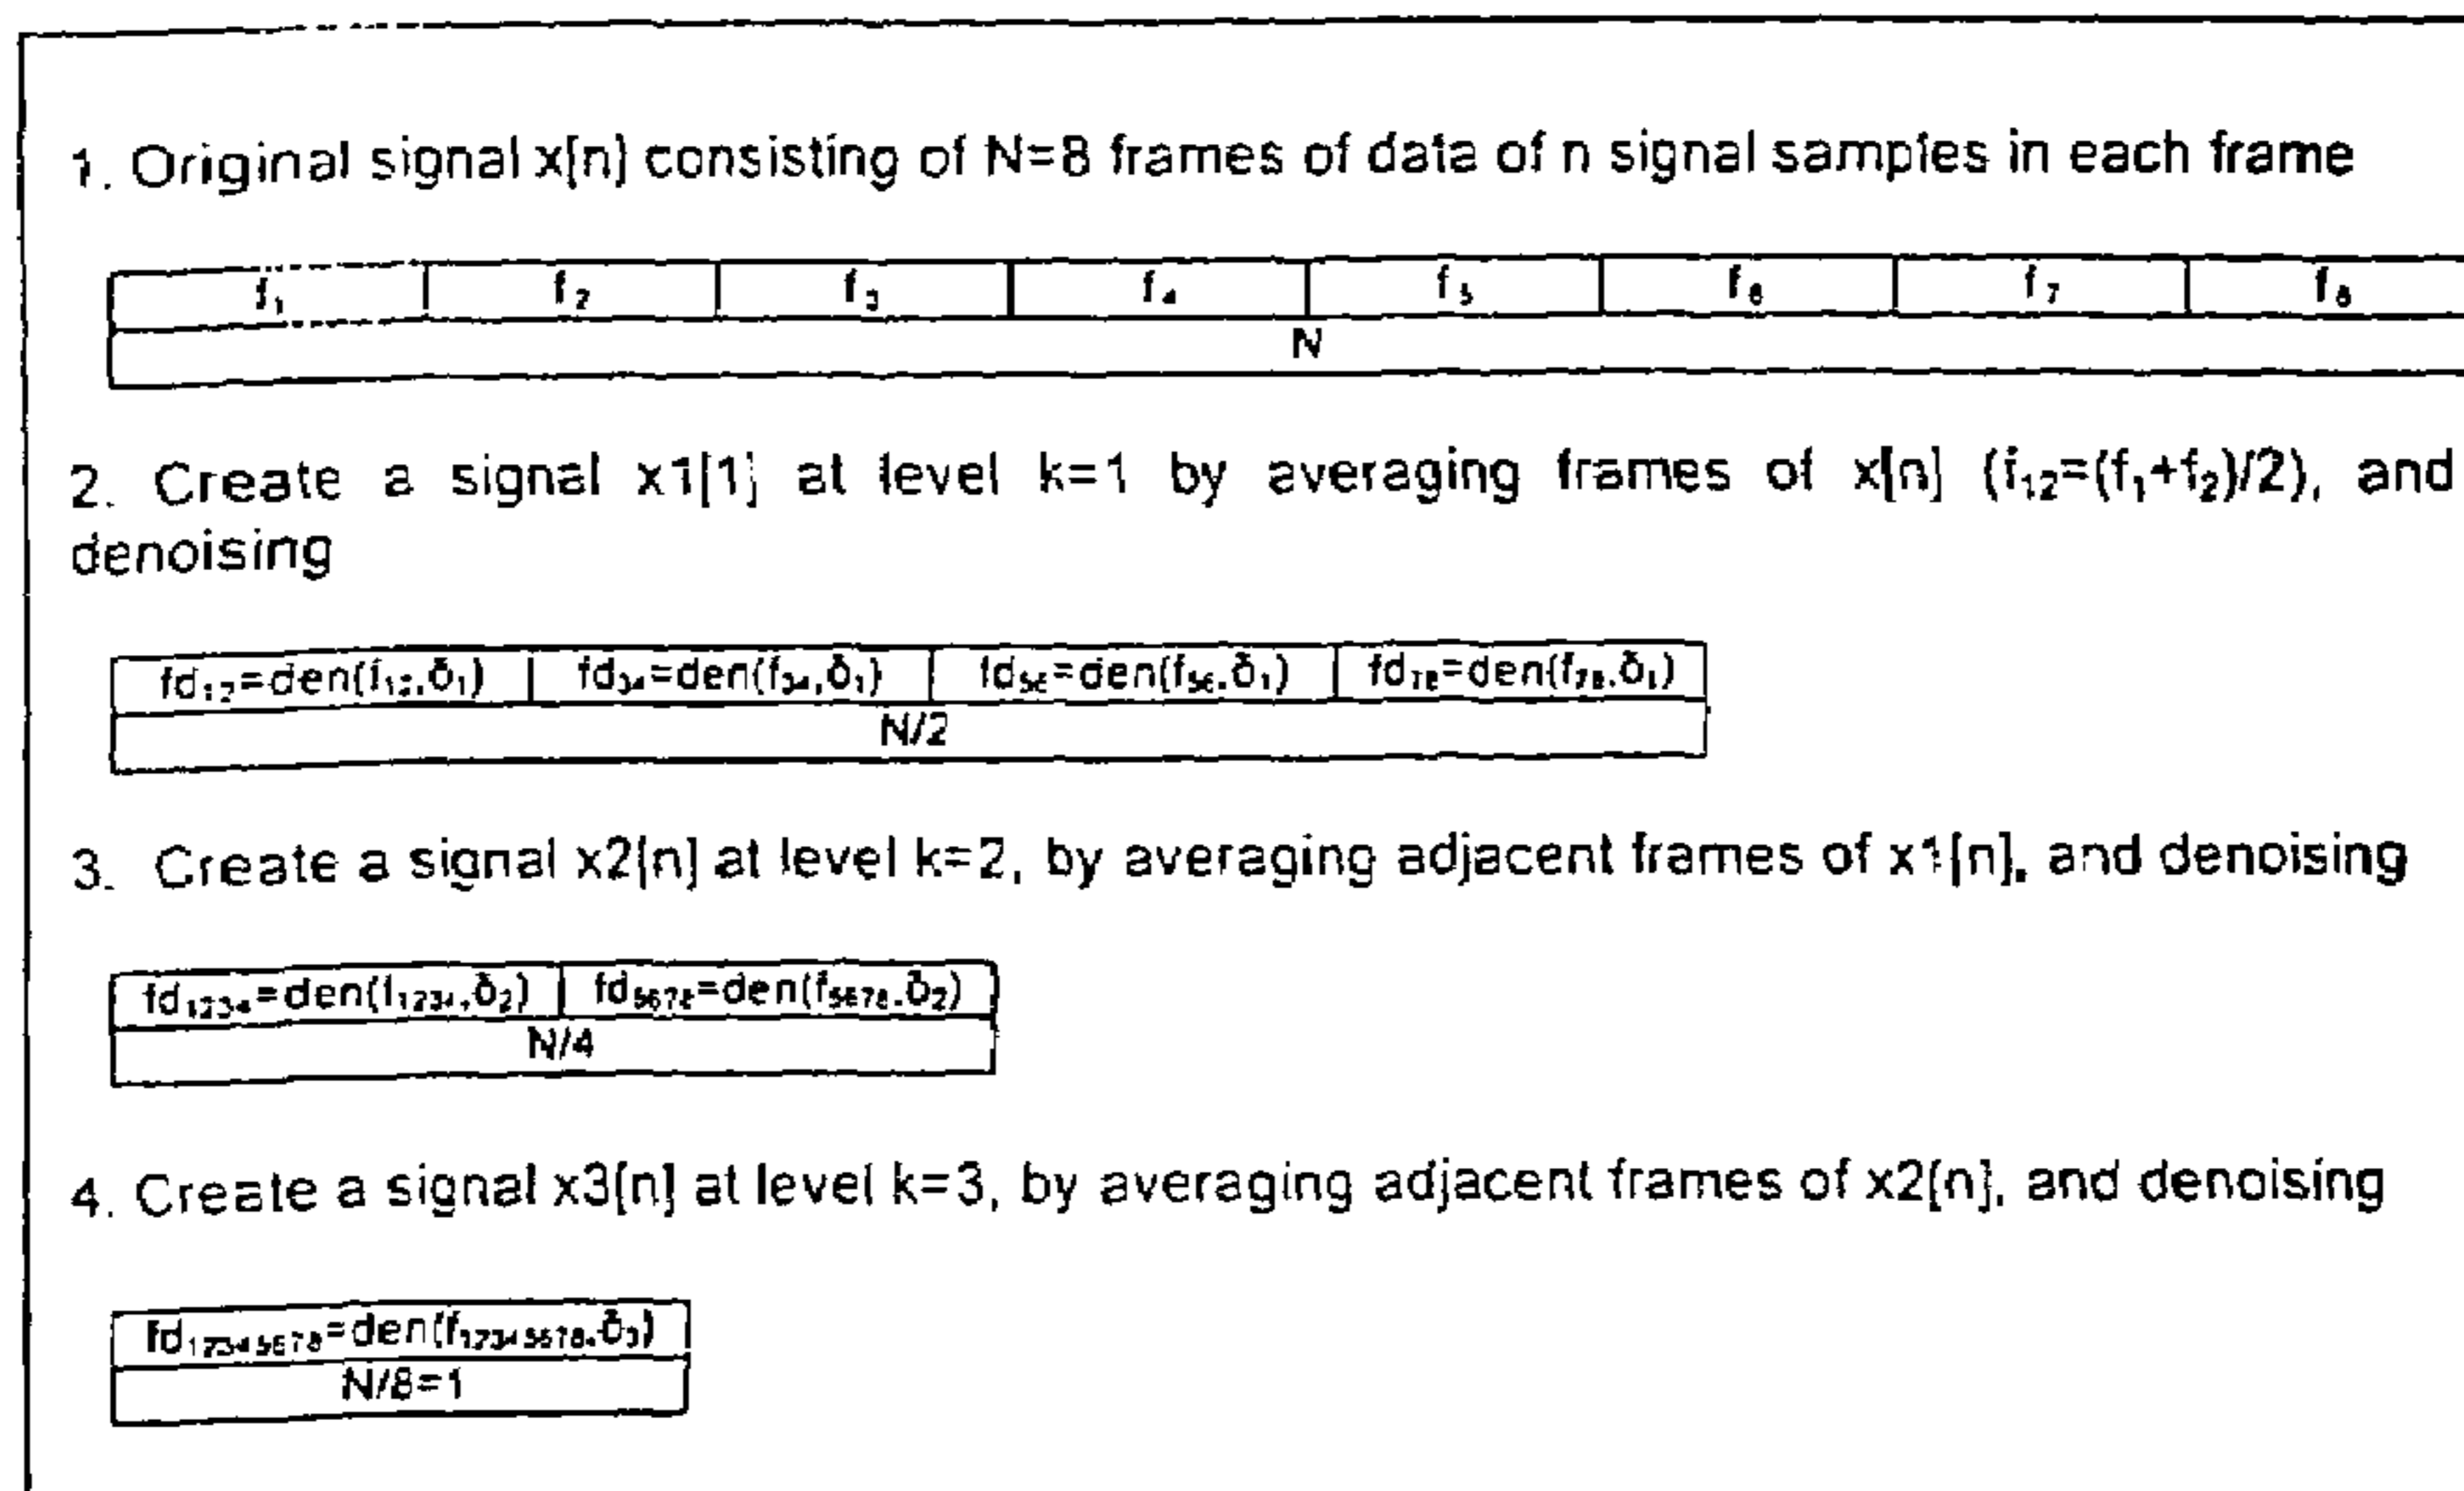 1. Original signal x[n] consisting of N=8 frames of data of n signal samples in each frame
f₁ f₂ f₃ f₄ f₅ f₆ f₇ f₈
N
2. Create a signal x1[1] at level k=1 by averaging frames of x[n] (f₁₂=(f₁+f₂)/2), and
denoising
fd₁₂=den(f₁₂,δ₁) fd₃₄=den(f₃₄,δ₁) fd₅₆=den(f₅₆,δ₁) fd₇₈=den(f₇₈,δ₁)
N/2
3. Create a signal x2[n] at level k=2, by averaging adjacent frames of x1[n], and denoising
fd₁₂₃₄=den(f₁₂₃₄,δ₂) fd₅₆₇₈=den(f₅₆₇₈,δ₂)
N/4
4. Create a signal x3[n] at level k=3, by averaging adjacent frames of x2[n], and denoising
fd₁₂₃₄₅₆₇₈=den(f₁₂₃₄₅₆₇₈,δ₃)
N/8=1